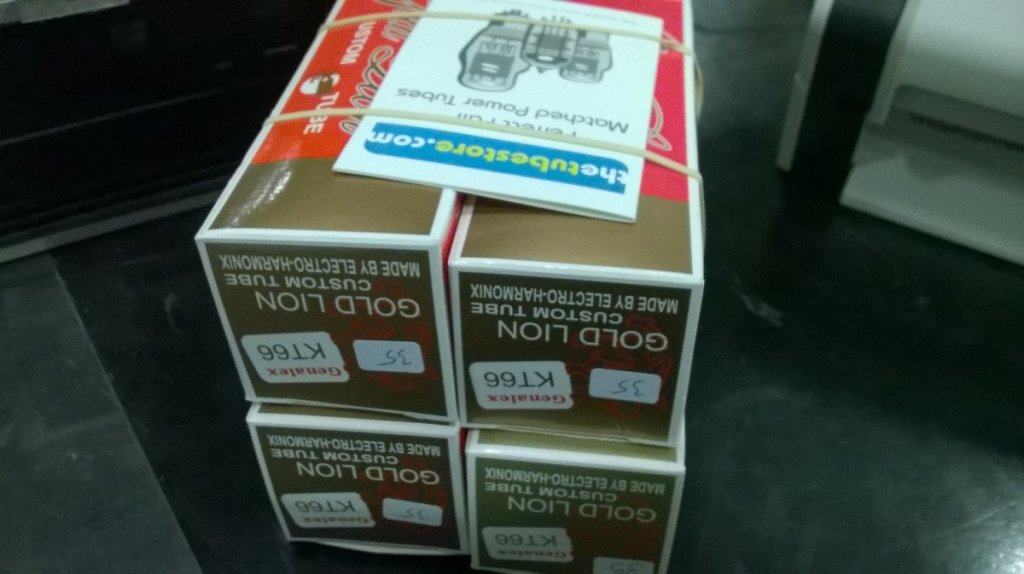 CUSTOM TUBE
thetubestore.com
Perfect Pair
Matched Power Tubes
MADE BY ELECTRO-HARMONIX
CUSTOM TUBE
GOLD LION
35
KT66
Genalex
MADE BY ELECTRO-HARMONIX
CUSTOM TUBE
GOLD LION
35
KT66
Genalex
MADE BY ELECTRO-HARMONIX
CUSTOM TUBE
GOLD LION
35
KT66
Genalex
MADE BY ELECTRO-HARMONIX
CUSTOM TUBE
GOLD LION
35
KT66
Genalex